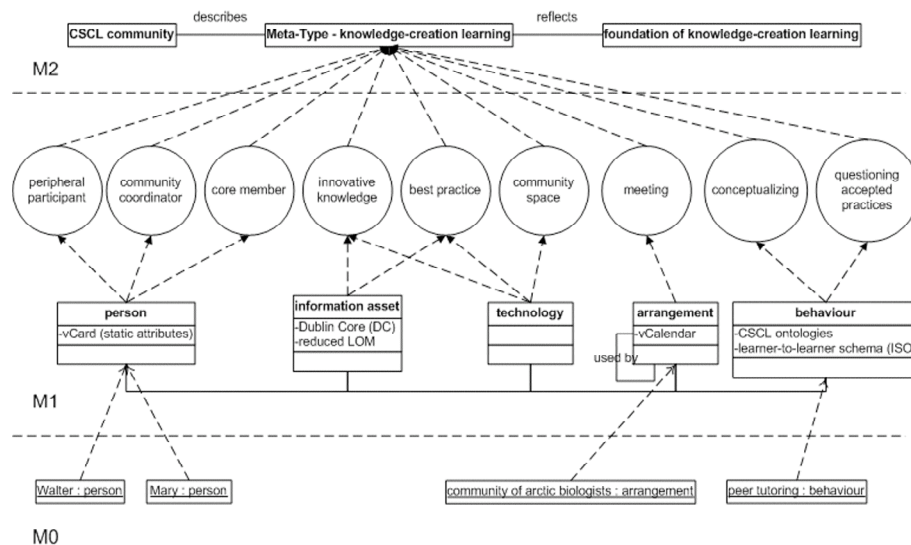 describes
reflects
CSCL community
Meta-Type - knowledge-creation learning
foundation of knowledge-creation learning
M2
peripheral
participant
community
coordinator
core member
innovative
knowledge
best practice
community
space
meeting
conceptualizing
questioning
accepted
practices
person
-vCard (static attributes)
information asset
-Dublin Core (DC)
-reduced LOM
technology
arrangement
-vCalendar
used by
behaviour
-CSCL ontologies
-learner-to-learner schema (ISO
M1
Walter : person
Mary : person
community of arctic biologists : arrangement
peer tutoring : behaviour
M0